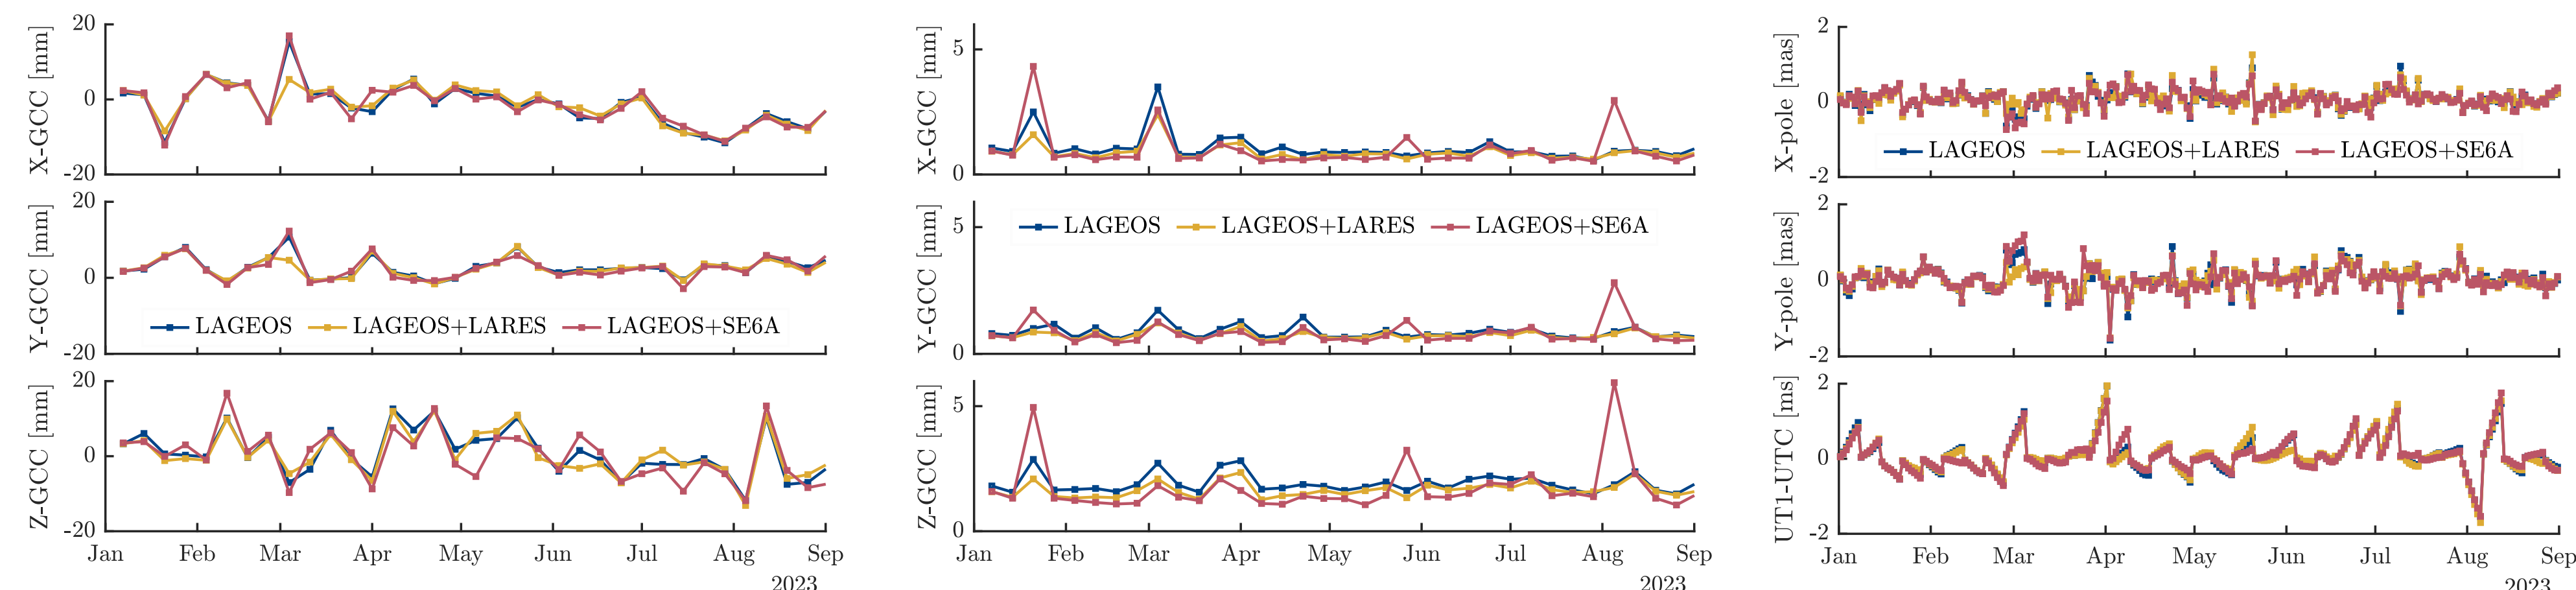 X-GCC [mm]
20
0
-20
Y-GCC [mm]
20
0
-20
LAGEOS LAGEOS+LARES LAGEOS+SE6A
Z-GCC [mm]
20
0
-20
Jan Feb Mar Apr May Jun Jul Aug Sep
2023
X-GCC [mm]
5
0
Y-GCC [mm]
5
0
LAGEOS LAGEOS+LARES LAGEOS+SE6A
Z-GCC [mm]
5
0
Jan Feb Mar Apr May Jun Jul Aug Sep
2023
X-pole [mas]
2
0
-2
LAGEOS LAGEOS+LARES LAGEOS+SE6A
Y-pole [mas]
2
0
-2
UT1-UTC [ms]
2
0
-2
Jan Feb Mar Apr May Jun Jul Aug Sep
2023